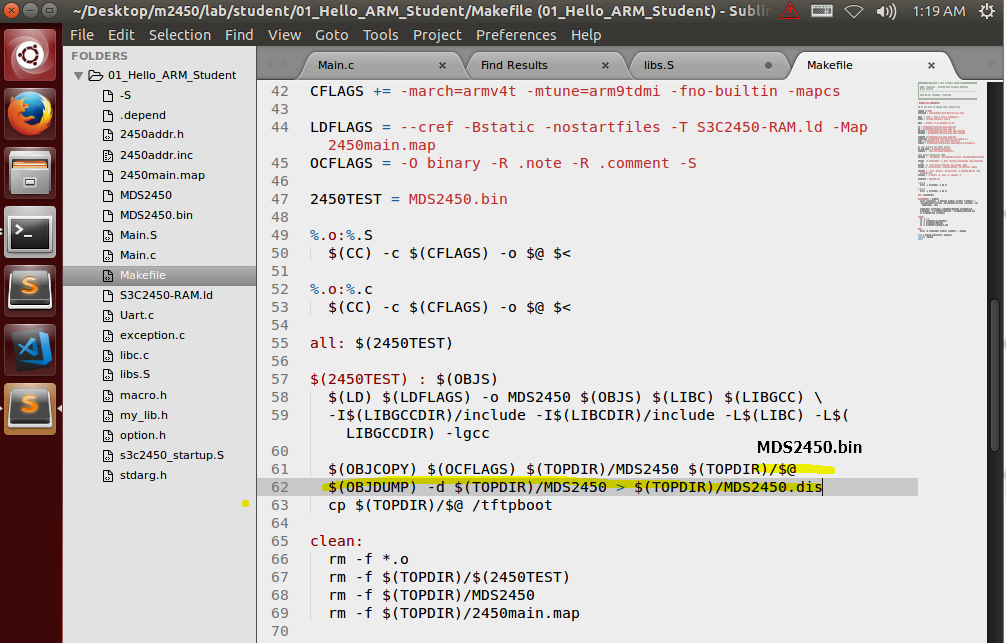 ~/Desktop/m2450/lab/student/01_Hello_ARM_Student/Makefile (01_Hello_ARM_Student) - Sublin
1:19 AM
File Edit Selection Find View Goto Tools Project Preferences Help
FOLDERS
01_Hello_ARM_Student
-S
.depend
2450addr.h
2450addr.inc
2450main.map
MDS2450
MDS2450.bin
Main.S
Main.c
Makefile
S3C2450-RAM.ld
Uart.c
exception.c
libc.c
libs.S
macro.h
my_lib.h
option.h
s3c2450_startup.S
stdarg.h
Main.c × Find Results × libs.S Makefile ×
42 CFLAGS += -march=armv4t -mtune=arm9tdmi -fno-builtin -mapcs
43
44 LDFLAGS = --cref -Bstatic -nostartfiles -T S3C2450-RAM.ld -Map
2450main.map
45 OCFLAGS = -O binary -R .note -R .comment -S
46
47 2450TEST = MDS2450.bin
48
49 %.o:%.S
50 $(CC) -c $(CFLAGS) -o $@ $<
51
52 %.o:%.c
53 $(CC) -c $(CFLAGS) -o $@ $<
54
55 all: $(2450TEST)
56
57 $(2450TEST) : $(OBJS)
58 $(LD) $(LDFLAGS) -o MDS2450 $(OBJS) $(LIBC) $(LIBGCC) \
59 -I$(LIBGCCDIR)/include -I$(LIBCDIR)/include -L$(LIBC) -L$(
LIBGCCDIR) -lgcc
60
MDS2450.bin
61 $(OBJCOPY) $(OCFLAGS) $(TOPDIR)/MDS2450 $(TOPDIR)/$@
62 $(OBJDUMP) -d $(TOPDIR)/MDS2450 > $(TOPDIR)/MDS2450.dis
63 cp $(TOPDIR)/$@ /tftpboot
64
65 clean:
66 rm -f *.o
67 rm -f $(TOPDIR)/$(2450TEST)
68 rm -f $(TOPDIR)/MDS2450
69 rm -f $(TOPDIR)/2450main.map
70